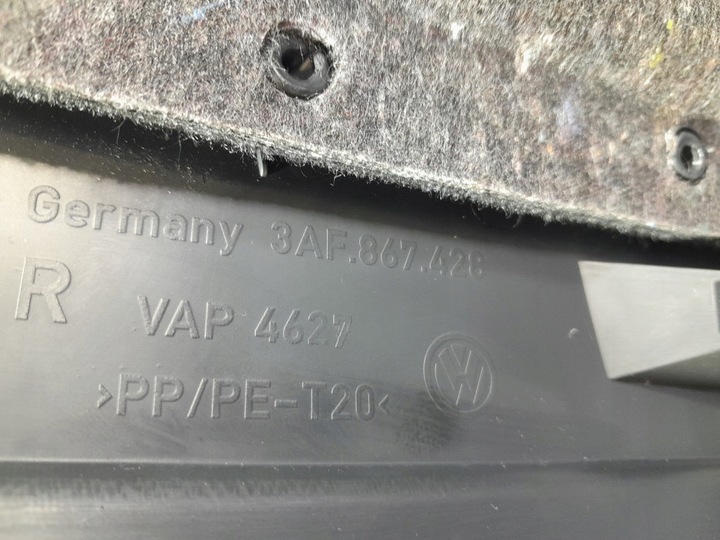 Germany 3AF.867.428
R VAP 4627
>PP/PE-T20<